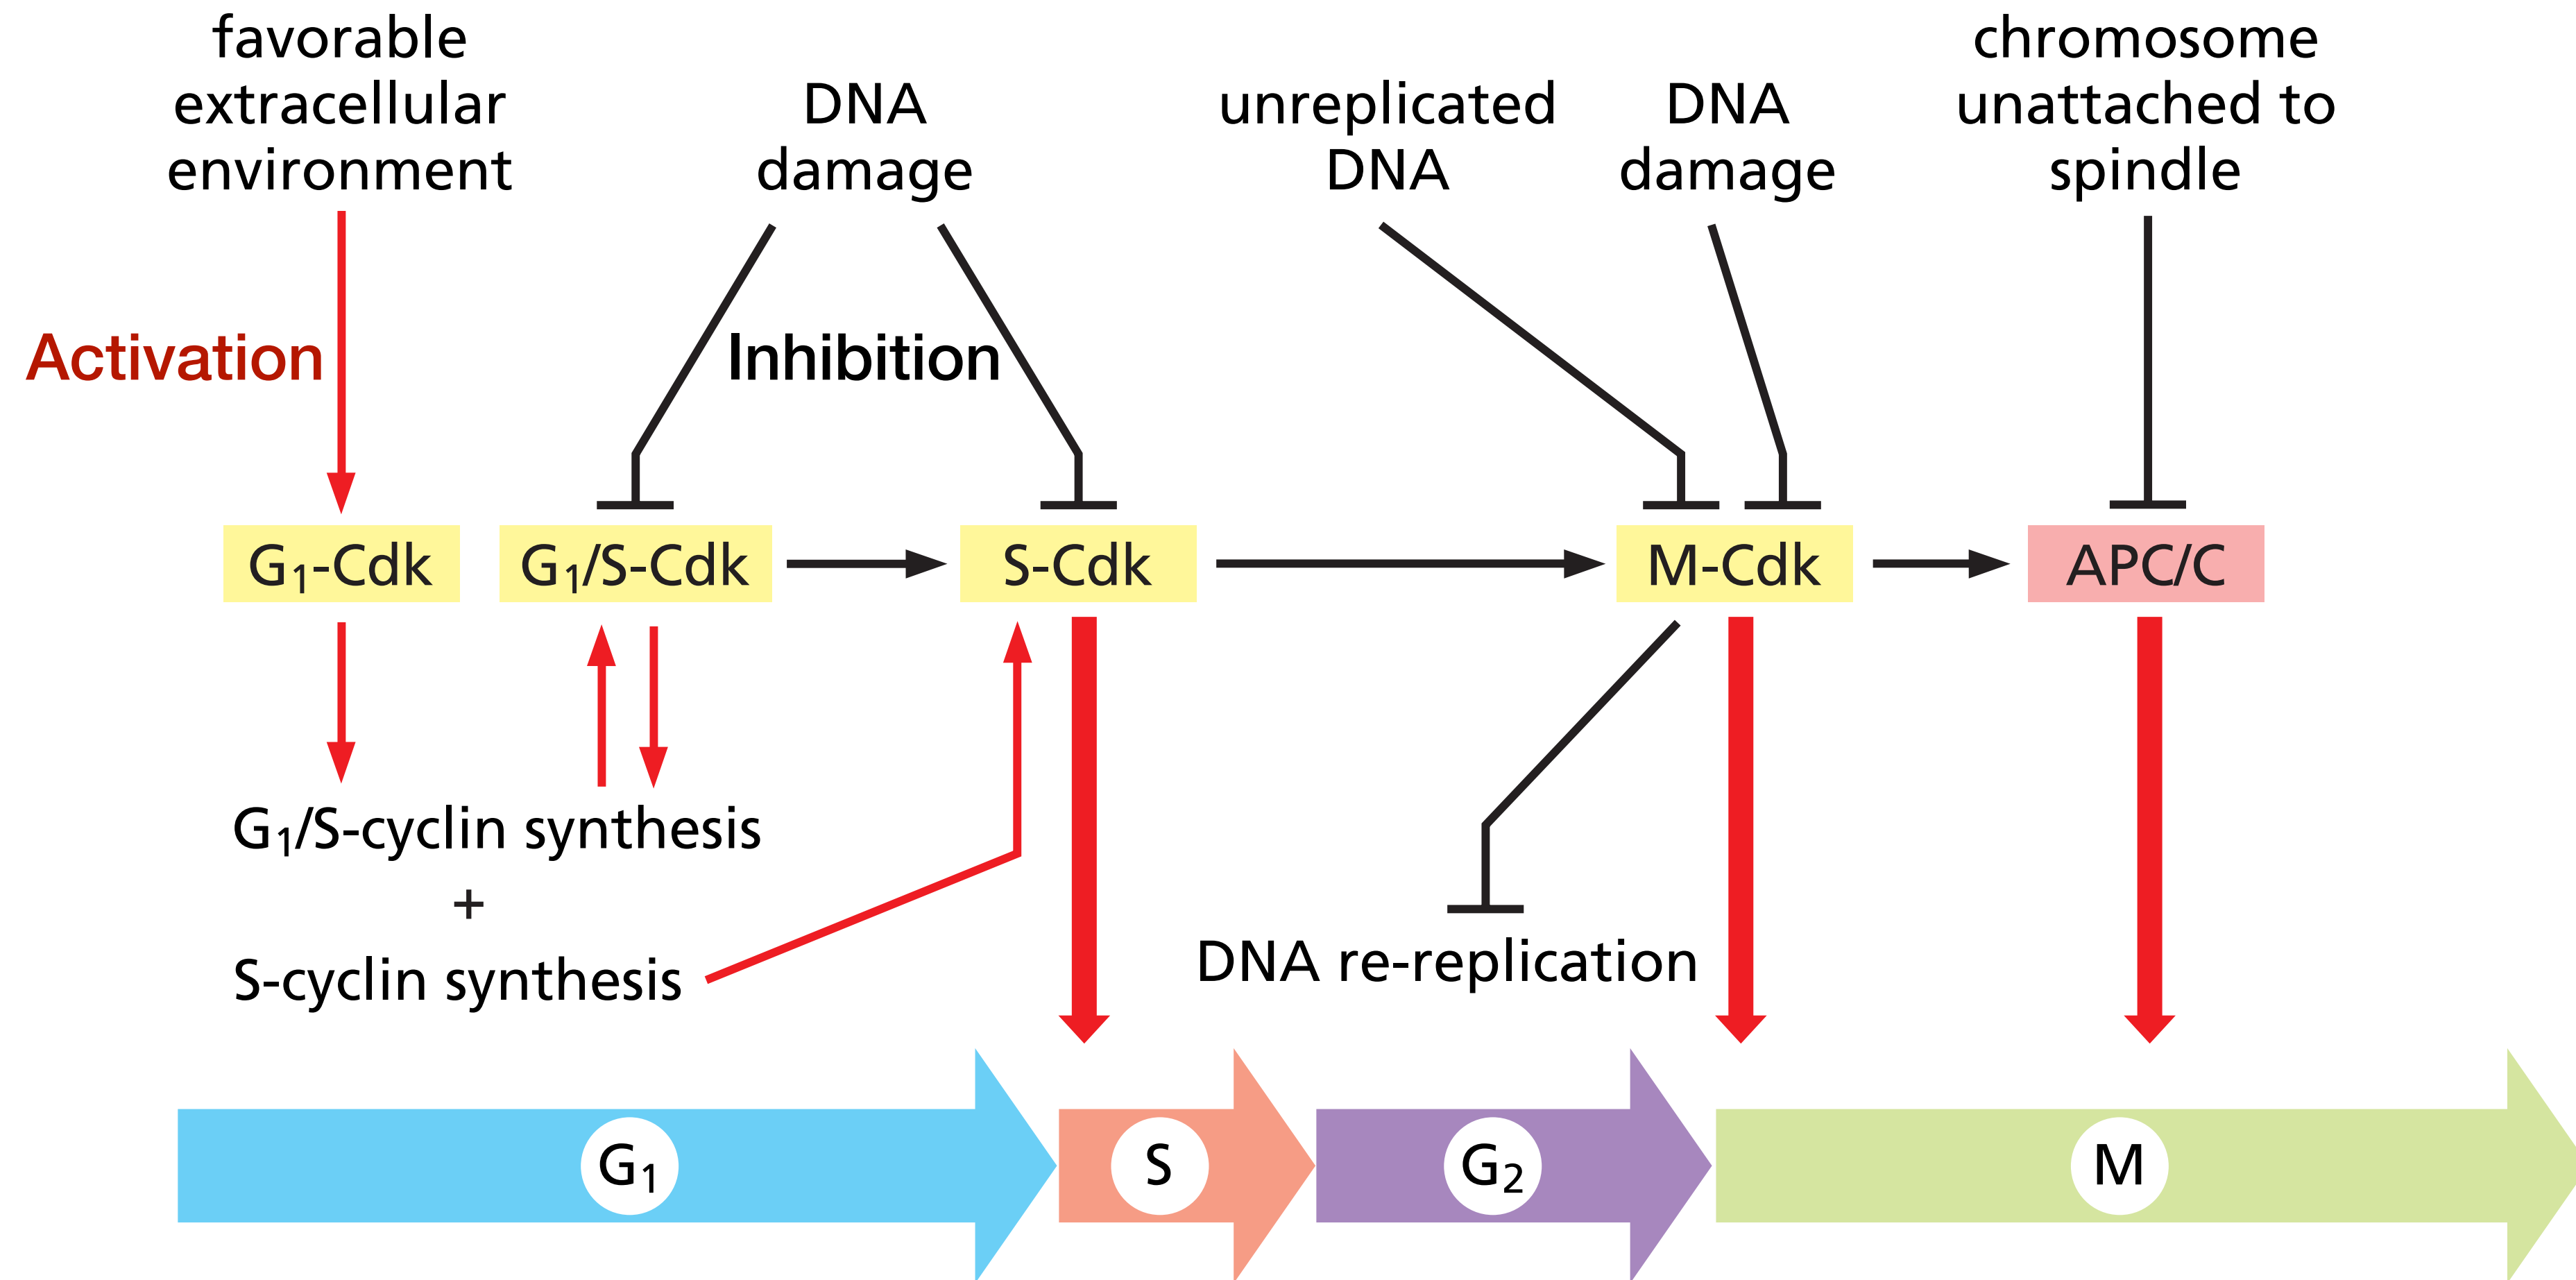 favorable
extracellular
environment
DNA
damage
unreplicated
DNA
DNA
damage
chromosome
unattached to
spindle
Activation
Inhibition
G₁-Cdk
G₁/S-Cdk
S-Cdk
M-Cdk
APC/C
G₁/S-cyclin synthesis
+
S-cyclin synthesis
DNA re-replication
G₁
S
G₂
M